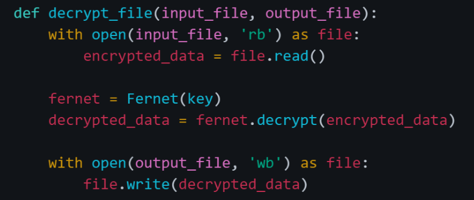 def decrypt_file(input_file, output_file):
    with open(input_file, 'rb') as file:
        encrypted_data = file.read()

    fernet = Fernet(key)
    decrypted_data = fernet.decrypt(encrypted_data)

    with open(output_file, 'wb') as file:
        file.write(decrypted_data)